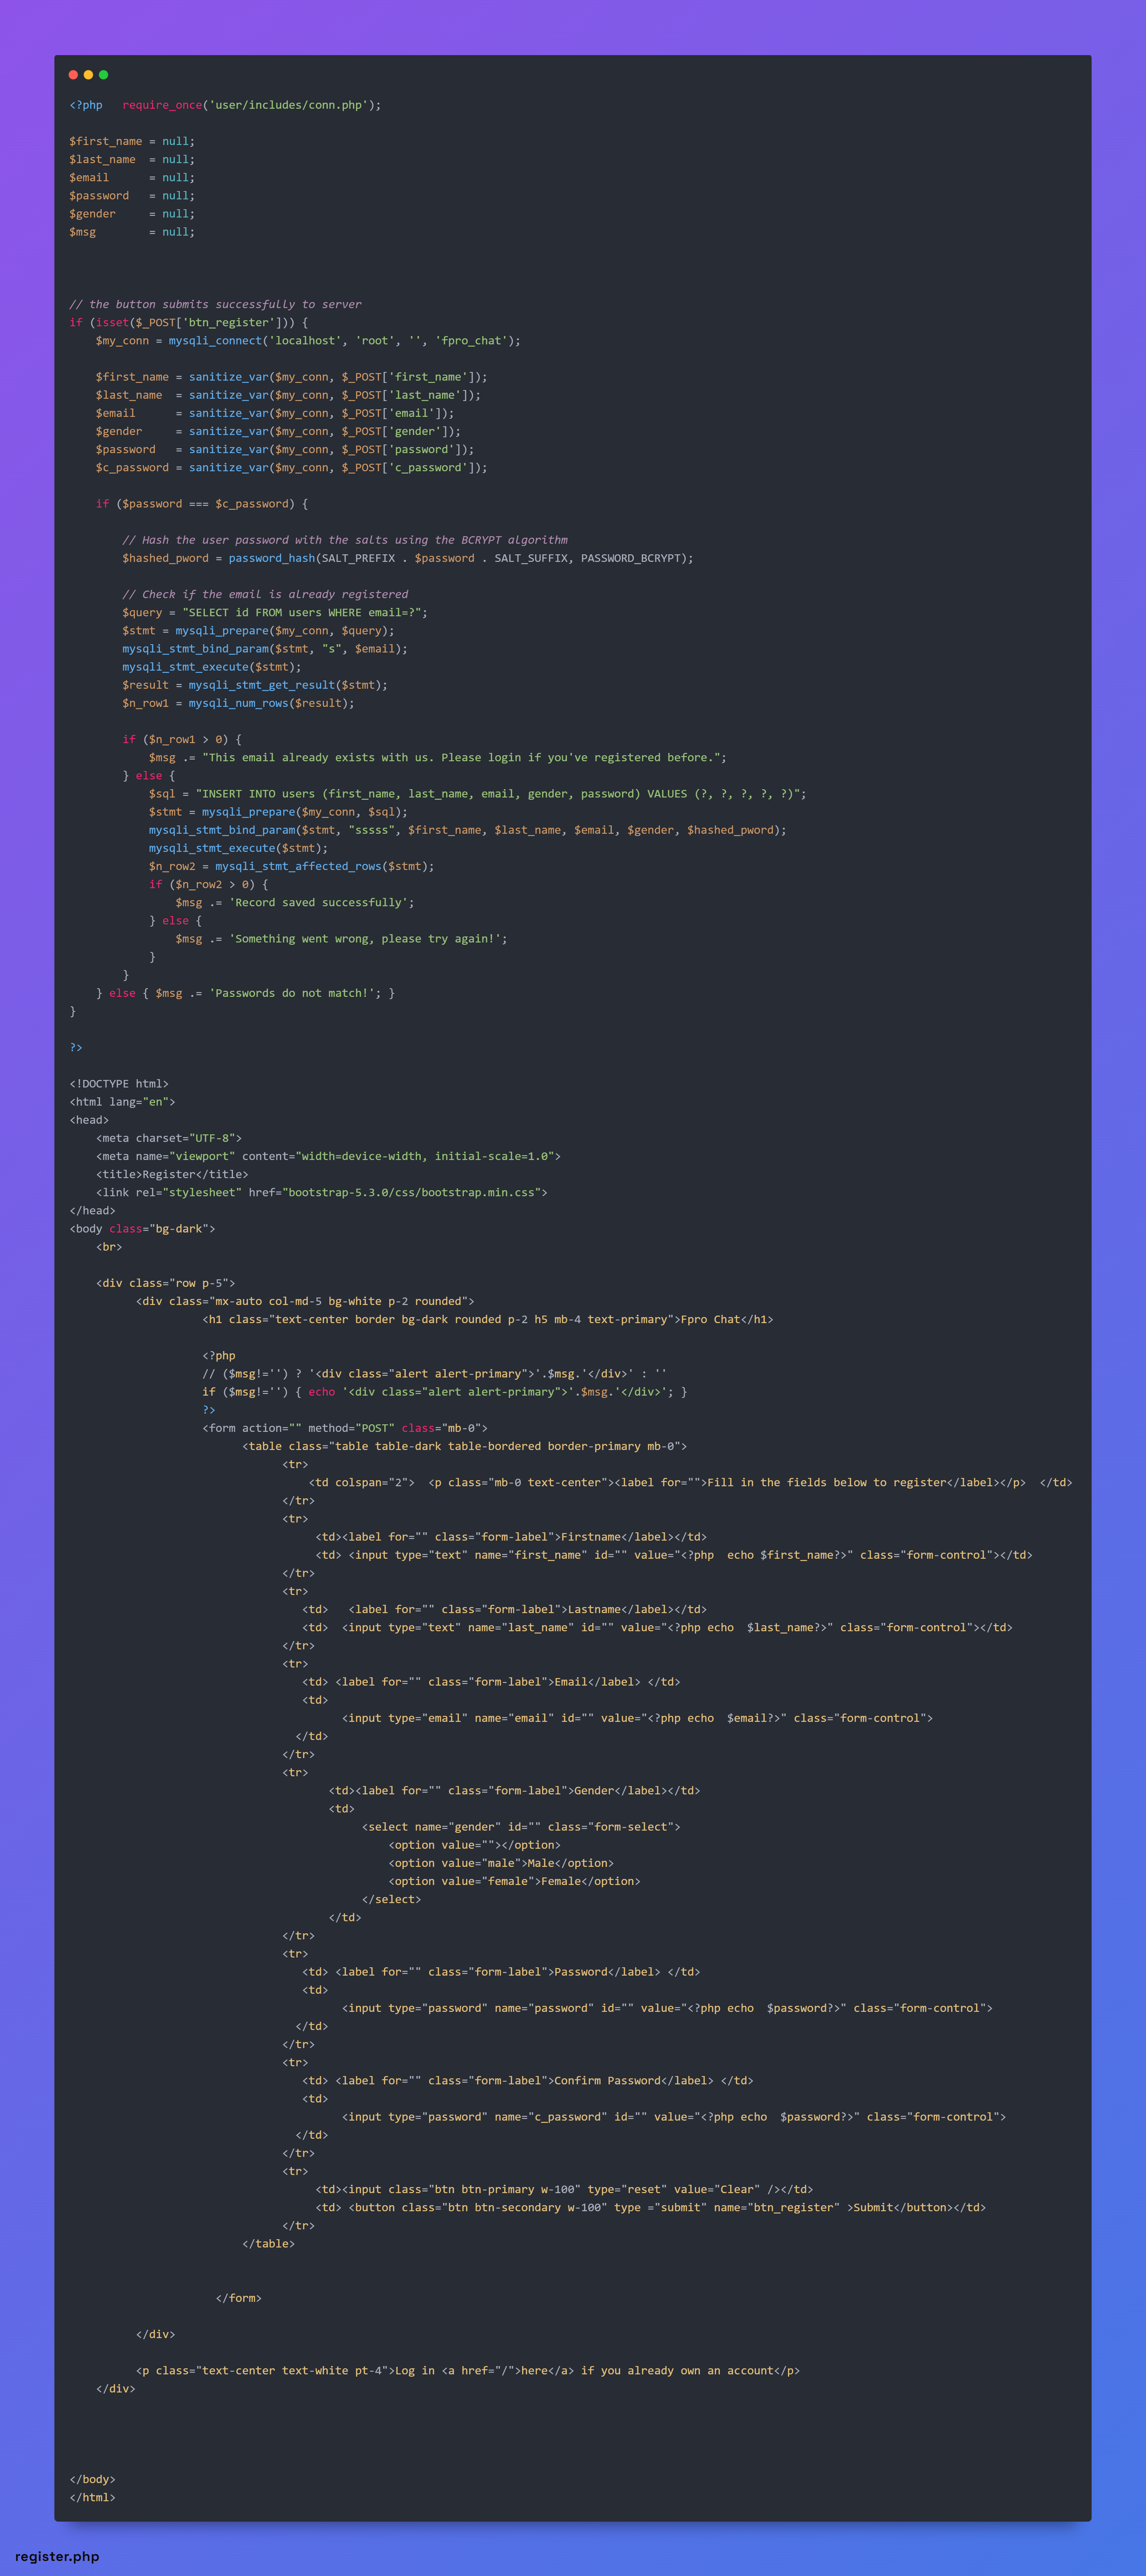 <?php   require_once('user/includes/conn.php');
$first_name = null;
$last_name  = null;
$email      = null;
$password   = null;
$gender     = null;
$msg        = null;
// the button submits successfully to server
if (isset($_POST['btn_register'])) {
    $my_conn = mysqli_connect('localhost', 'root', '', 'fpro_chat');
    $first_name = sanitize_var($my_conn, $_POST['first_name']);
    $last_name  = sanitize_var($my_conn, $_POST['last_name']);
    $email      = sanitize_var($my_conn, $_POST['email']);
    $gender     = sanitize_var($my_conn, $_POST['gender']);
    $password   = sanitize_var($my_conn, $_POST['password']);
    $c_password = sanitize_var($my_conn, $_POST['c_password']);
    if ($password === $c_password) {
        // Hash the user password with the salts using the BCRYPT algorithm
        $hashed_pword = password_hash(SALT_PREFIX . $password . SALT_SUFFIX, PASSWORD_BCRYPT);
        // Check if the email is already registered
        $query = "SELECT id FROM users WHERE email=?";
        $stmt = mysqli_prepare($my_conn, $query);
        mysqli_stmt_bind_param($stmt, "s", $email);
        mysqli_stmt_execute($stmt);
        $result = mysqli_stmt_get_result($stmt);
        $n_row1 = mysqli_num_rows($result);
        if ($n_row1 > 0) {
            $msg .= "This email already exists with us. Please login if you've registered before.";
        } else {
            $sql = "INSERT INTO users (first_name, last_name, email, gender, password) VALUES (?, ?, ?, ?, ?)";
            $stmt = mysqli_prepare($my_conn, $sql);
            mysqli_stmt_bind_param($stmt, "sssss", $first_name, $last_name, $email, $gender, $hashed_pword);
            mysqli_stmt_execute($stmt);
            $n_row2 = mysqli_stmt_affected_rows($stmt);
            if ($n_row2 > 0) {
                $msg .= 'Record saved successfully';
            } else {
                $msg .= 'Something went wrong, please try again!';
            }
        }
    } else { $msg .= 'Passwords do not match!'; }
}
?>
<!DOCTYPE html>
<html lang="en">
<head>
    <meta charset="UTF-8">
    <meta name="viewport" content="width=device-width, initial-scale=1.0">
    <title>Register</title>
    <link rel="stylesheet" href="bootstrap-5.3.0/css/bootstrap.min.css">
</head>
<body class="bg-dark">
    <br>
    <div class="row p-5">
          <div class="mx-auto col-md-5 bg-white p-2 rounded">
                    <h1 class="text-center border bg-dark rounded p-2 h5 mb-4 text-primary">Fpro Chat</h1>
                    <?php
                    // ($msg!='') ? '<div class="alert alert-primary">'.$msg.'</div>' : ''
                    if ($msg!='') { echo '<div class="alert alert-primary">'.$msg.'</div>'; }
                    ?>
                    <form action="" method="POST" class="mb-0">
                          <table class="table table-dark table-bordered border-primary mb-0">
                                <tr>
                                    <td colspan="2">  <p class="mb-0 text-center"><label for="">Fill in the fields below to register</label></p>  </td>
                                </tr>
                                <tr>
                                     <td><label for="" class="form-label">Firstname</label></td>
                                     <td> <input type="text" name="first_name" id="" value="<?php  echo $first_name?>" class="form-control"></td>
                                </tr>
                                <tr>
                                   <td>   <label for="" class="form-label">Lastname</label></td>
                                   <td>  <input type="text" name="last_name" id="" value="<?php echo  $last_name?>" class="form-control"></td>
                                </tr>
                                <tr>
                                   <td> <label for="" class="form-label">Email</label> </td>
                                   <td>
                                         <input type="email" name="email" id="" value="<?php echo  $email?>" class="form-control">
                                  </td>
                                </tr>
                                <tr>
                                       <td><label for="" class="form-label">Gender</label></td>
                                       <td>
                                            <select name="gender" id="" class="form-select">
                                                <option value=""></option>
                                                <option value="male">Male</option>
                                                <option value="female">Female</option>
                                            </select>
                                       </td>
                                </tr>
                                <tr>
                                   <td> <label for="" class="form-label">Password</label> </td>
                                   <td>
                                         <input type="password" name="password" id="" value="<?php echo  $password?>" class="form-control">
                                  </td>
                                </tr>
                                <tr>
                                   <td> <label for="" class="form-label">Confirm Password</label> </td>
                                   <td>
                                         <input type="password" name="c_password" id="" value="<?php echo  $password?>" class="form-control">
                                  </td>
                                </tr>
                                <tr>
                                     <td><input class="btn btn-primary w-100" type="reset" value="Clear" /></td>
                                     <td> <button class="btn btn-secondary w-100" type ="submit" name="btn_register" >Submit</button></td>
                                </tr>
                          </table>
                      </form>
          </div>
          <p class="text-center text-white pt-4">Log in <a href="/">here</a> if you already own an account</p>
    </div>
</body>
</html>
register.php